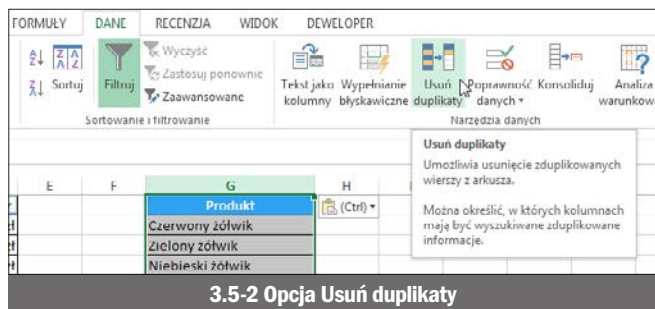 FORMUŁY DANE RECENZJA WIDOK DEWELOPER
Wyczyść
Sortuj Filtruj Zastosuj ponownie
Zaawansowane
Tekst jako Wypełnianie Usuń Poprawność Konsoliduj Analiza
kolumny błyskawiczne duplikaty danych warunkow
Sortowanie i filtrowanie Narzędzia danych
Usuń duplikaty
Umożliwia usunięcie zduplikowanych
wierszy z arkusza.
Można określić, w których kolumnach
mają być wyszukiwane zduplikowane
informacje.
E F G H
Produkt (Ctrl)
Czerwony żółwik
Zielony żółwik
Niebieski żółwik
3.5-2 Opcja Usuń duplikaty